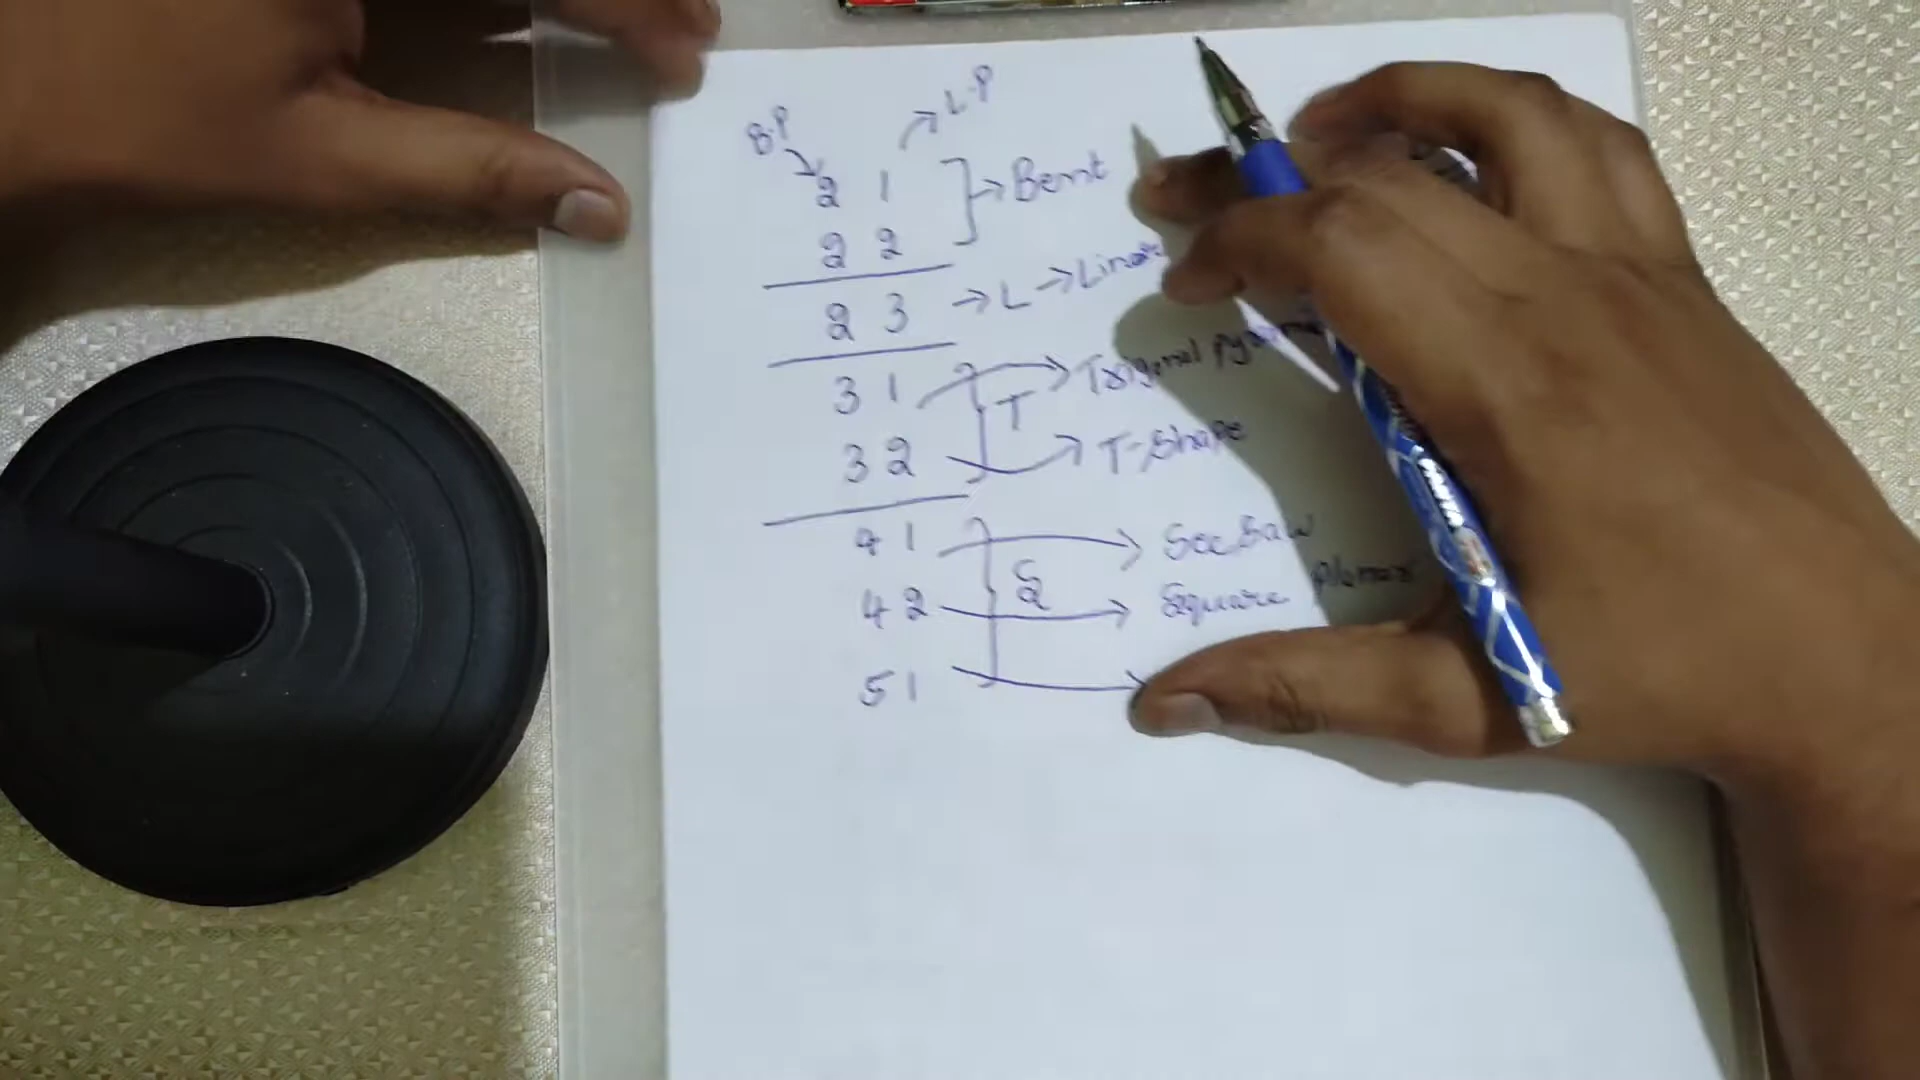 B.P → L.P
2 1 → Bent
2 2
2 3 → L → Linear
3 1 → Trigonal pyrami
T
3 2 → T-Shape
4 1 → See Saw
S
4 2 → Square planar
5 1 →